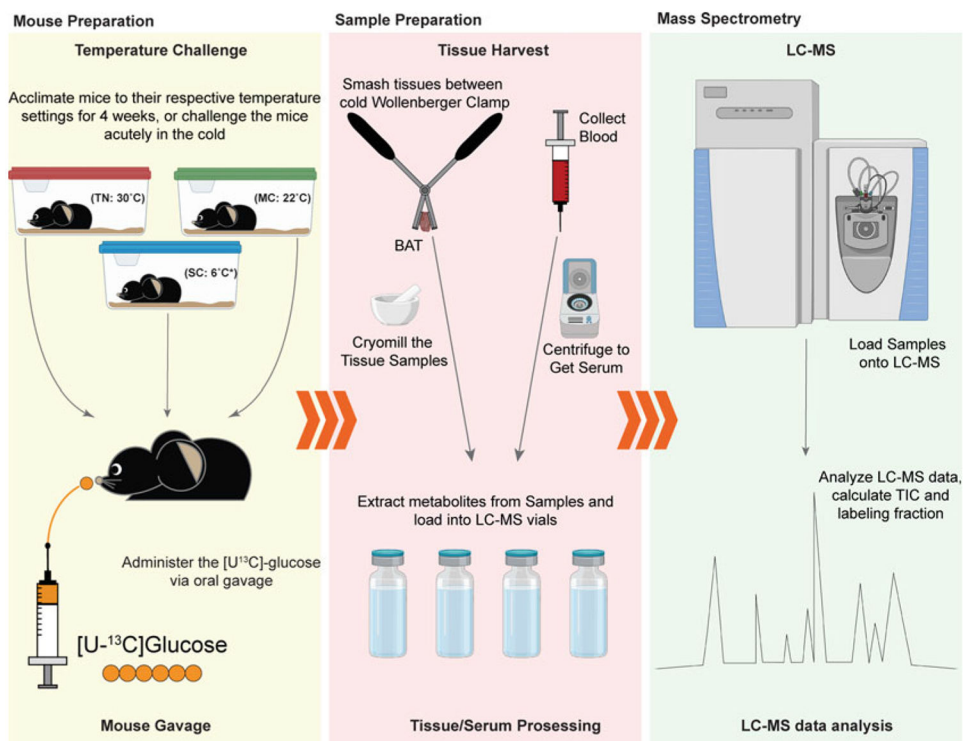 Mouse Preparation
Temperature Challenge
Acclimate mice to their respective temperature
settings for 4 weeks, or challenge the mice
acutely in the cold
(TN: 30˚C)
(MC: 22˚C)
(SC: 6˚C*)
Administer the [U¹³C]-glucose
via oral gavage
[U-¹³C]Glucose
Mouse Gavage
Sample Preparation
Tissue Harvest
Smash tissues between
cold Wollenberger Clamp
Collect
Blood
BAT
Cryomill the
Tissue Samples
Centrifuge to
Get Serum
Extract metabolites from Samples and
load into LC-MS vials
Tissue/Serum Prosessing
Mass Spectrometry
LC-MS
Load Samples
onto LC-MS
Analyze LC-MS data,
calculate TIC and
labeling fraction
LC-MS data analysis